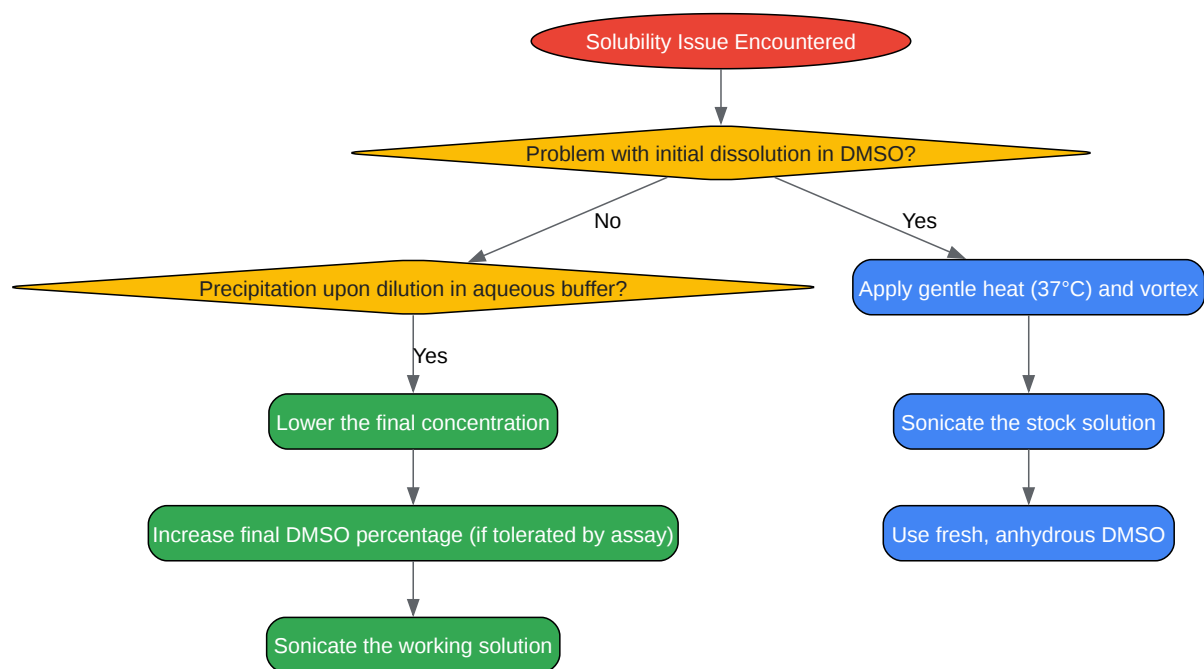 Solubility Issue Encountered
Problem with initial dissolution in DMSO?
No
Yes
Precipitation upon dilution in aqueous buffer?
Apply gentle heat (37°C) and vortex
Yes
Lower the final concentration
Sonicate the stock solution
Increase final DMSO percentage (if tolerated by assay)
Use fresh, anhydrous DMSO
Sonicate the working solution